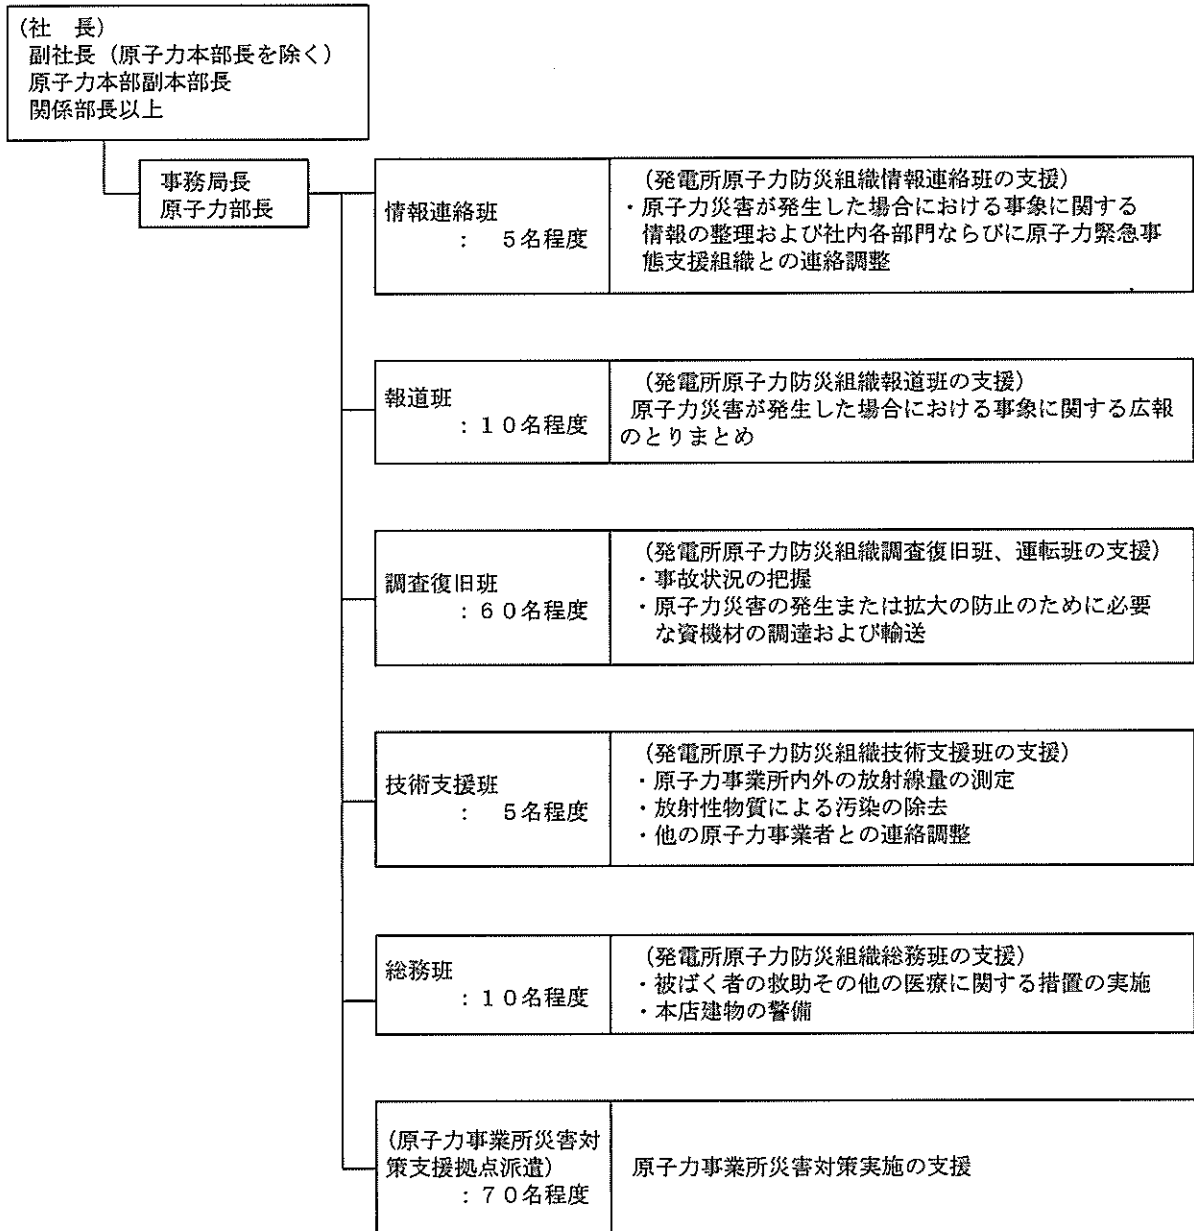 (社　長)
副社長（原子力本部長を除く）
原子力本部副本部長
関係部長以上
事務局長
原子力部長
情報連絡班
：　５名程度
(発電所原子力防災組織情報連絡班の支援)
・原子力災害が発生した場合における事象に関する
情報の整理および社内各部門ならびに原子力緊急事
態支援組織との連絡調整
報道班
：１０名程度
(発電所原子力防災組織報道班の支援)
原子力災害が発生した場合における事象に関する広報
のとりまとめ
調査復旧班
：６０名程度
(発電所原子力防災組織調査復旧班、運転班の支援)
・事故状況の把握
・原子力災害の発生または拡大の防止のために必要
な資機材の調達および輸送
技術支援班
：　５名程度
(発電所原子力防災組織技術支援班の支援)
・原子力事業所内外の放射線量の測定
・放射性物質による汚染の除去
・他の原子力事業者との連絡調整
総務班
：１０名程度
(発電所原子力防災組織総務班の支援)
・被ばく者の救助その他の医療に関する措置の実施
・本店建物の警備
(原子力事業所災害対
策支援拠点派遣)
：７０名程度
原子力事業所災害対策実施の支援